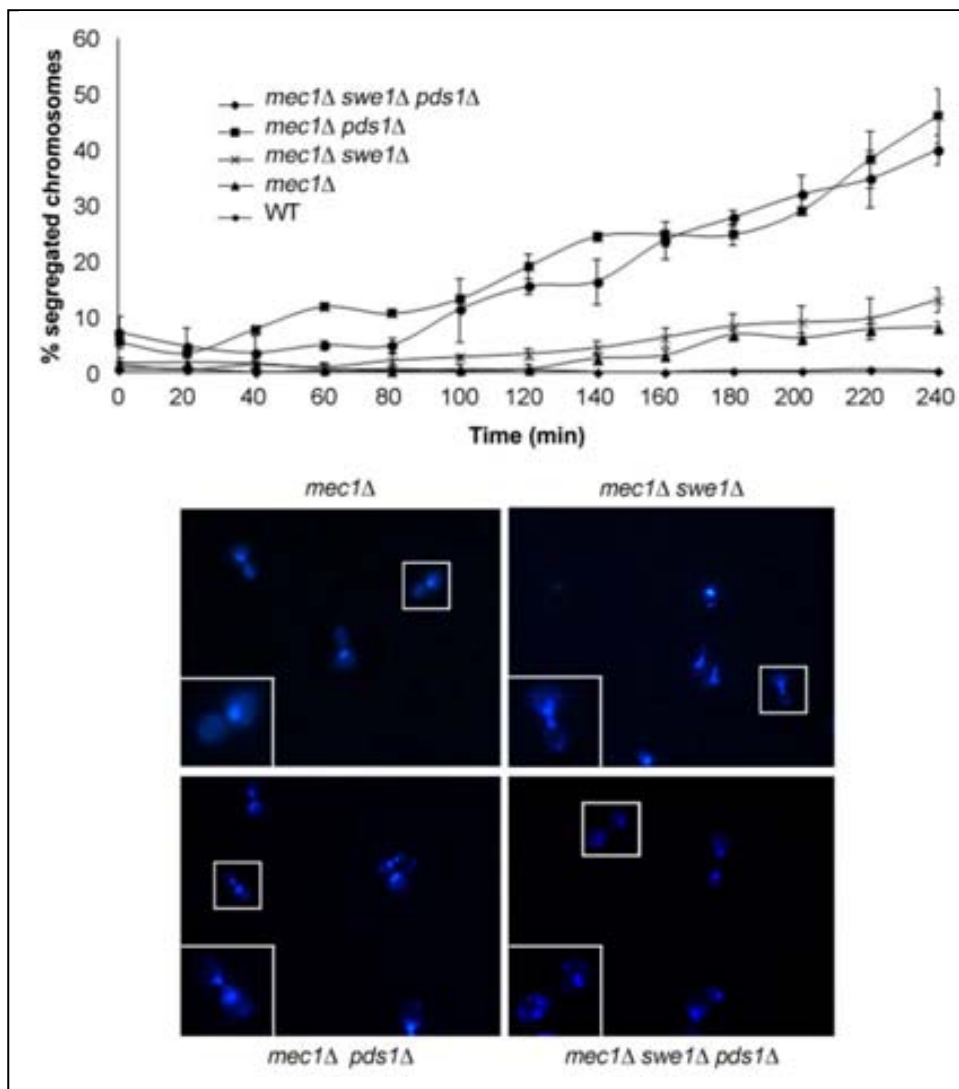 60
50
40
30
20
10
0
% segregated chromosomes
mec1Δ swe1Δ pds1Δ
mec1Δ pds1Δ
mec1Δ swe1Δ
mec1Δ
WT
0 20 40 60 80 100 120 140 160 180 200 220 240
Time (min)
mec1Δ mec1Δ swe1Δ
mec1Δ pds1Δ mec1Δ swe1Δ pds1Δ